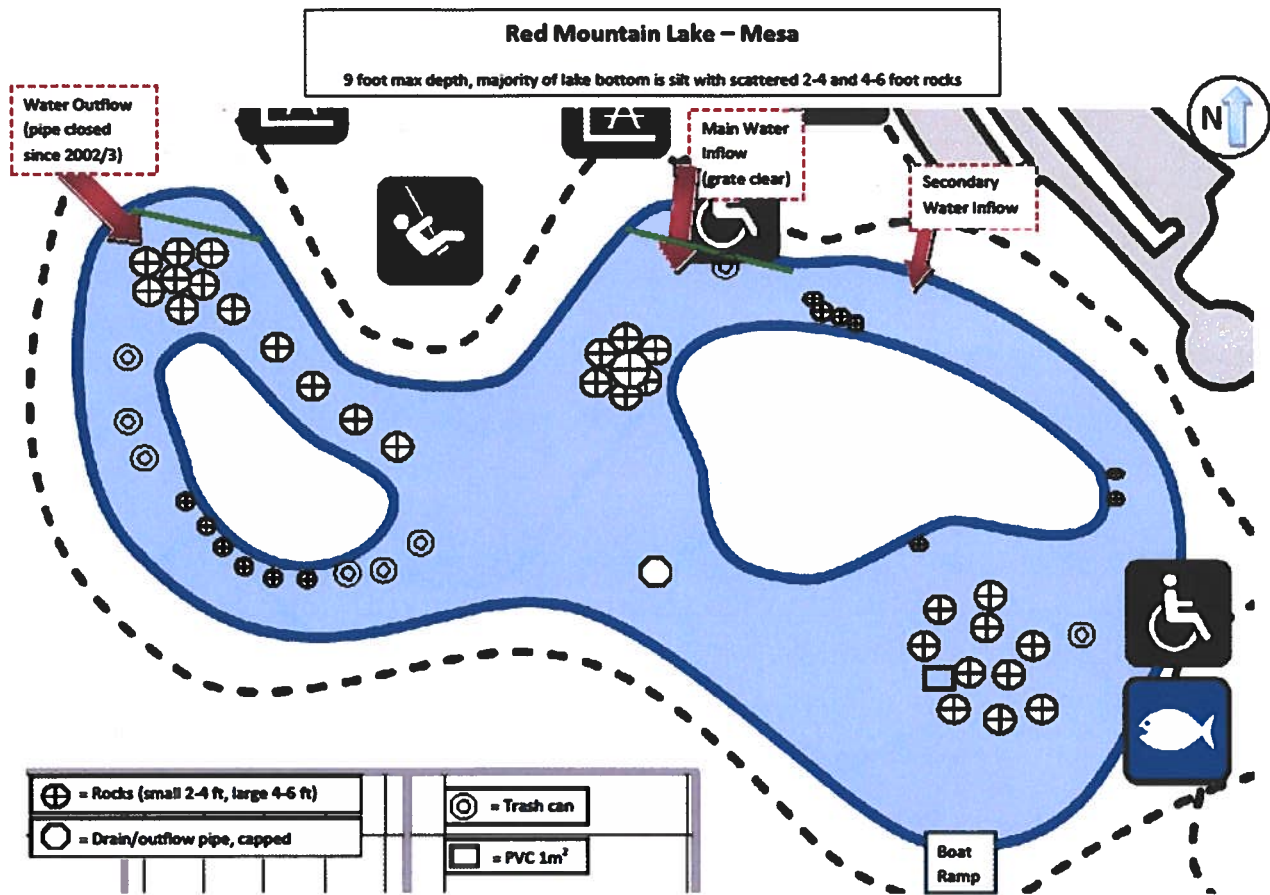 Red Mountain Lake – Mesa
9 foot max depth, majority of lake bottom is silt with scattered 2-4 and 4-6 foot rocks
Water Outflow
(pipe closed
since 2002/3)
Main Water
Inflow
(grate clear)
Secondary
Water Inflow
N
= Rocks (small 2-4 ft, large 4-6 ft)
= Drain/outflow pipe, capped
= Trash can
= PVC 1m²
Boat
Ramp